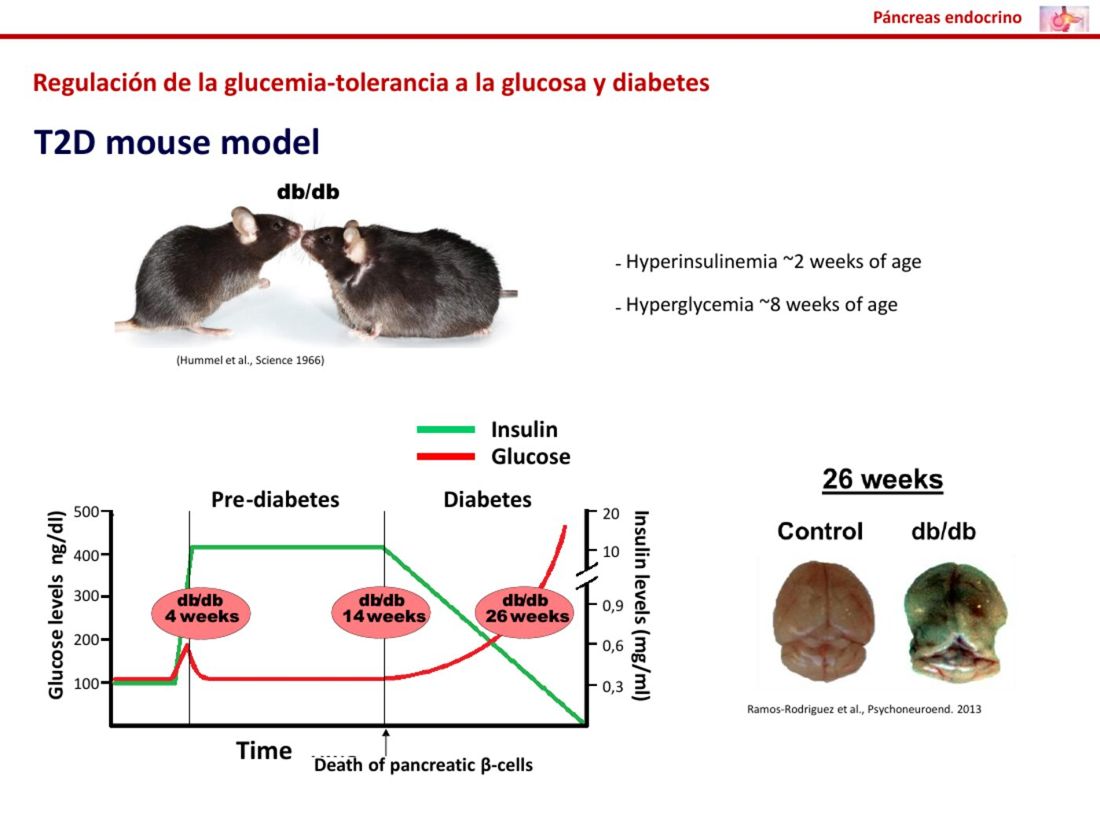 Páncreas endocrino
Regulación de la glucemia-tolerancia a la glucosa y diabetes
T2D mouse model
db/db
- Hyperinsulinemia ~2 weeks of age
- Hyperglycemia ~8 weeks of age
(Hummel et al., Science 1966)
Insulin
Glucose
Pre-diabetes
Diabetes
Glucose levels ng/dl)
500
400
300
200
100
db/db
4 weeks
db/db
14 weeks
db/db
26 weeks
20
10
0,9
0,6
0,3
Insulin levels (mg/ml)
Time
Death of pancreatic β-cells
26 weeks
Control
db/db
Ramos-Rodriguez et al., Psychoneuroend. 2013